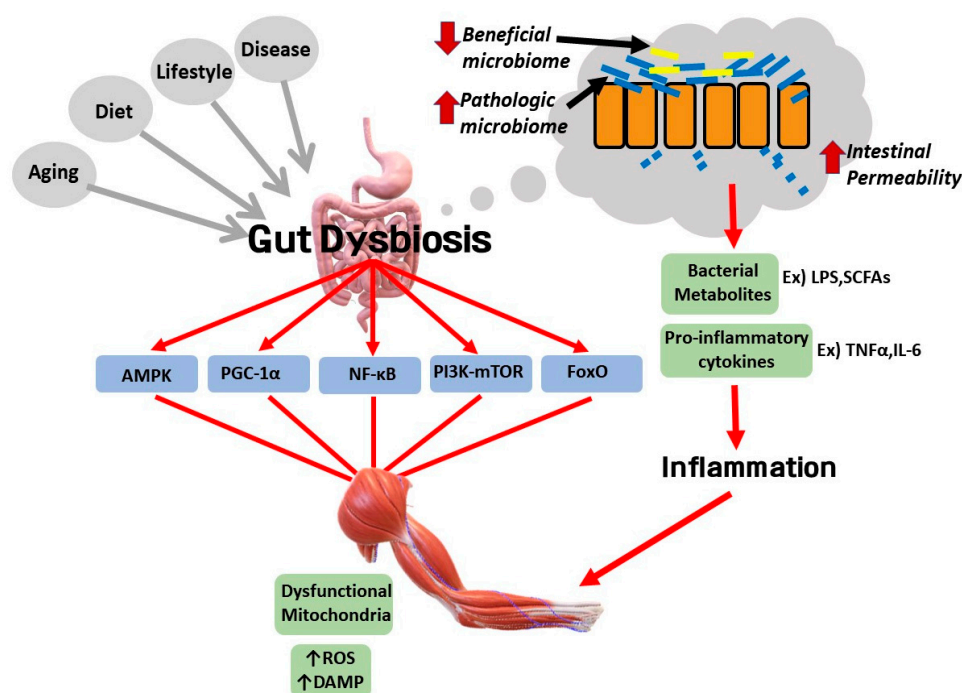 Disease
Lifestyle
Diet
Aging
Beneficial
microbiome
Pathologic
microbiome
Intestinal
Permeability
Gut Dysbiosis
Bacterial
Metabolites
Ex) LPS,SCFAs
Pro-inflammatory
cytokines
Ex) TNFα,IL-6
AMPK
PGC-1α
NF-κB
PI3K-mTOR
FoxO
Inflammation
Dysfunctional
Mitochondria
↑ROS
↑DAMP